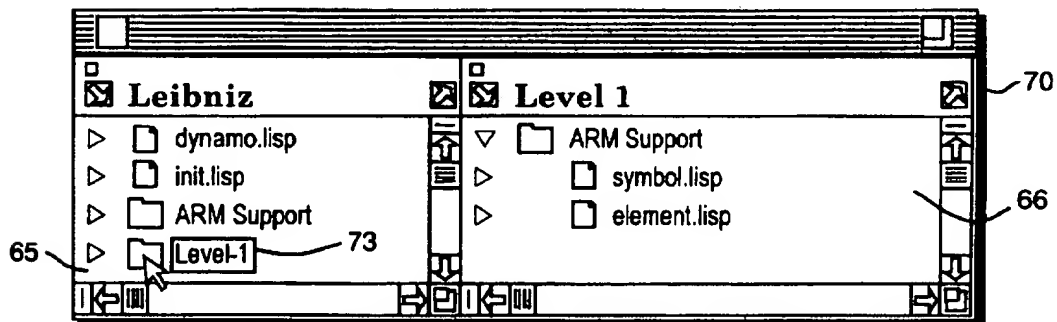 Leibniz
dynamo.lisp
init.lisp
ARM Support
Level-1
Level 1
ARM Support
symbol.lisp
element.lisp
70
66
65
73